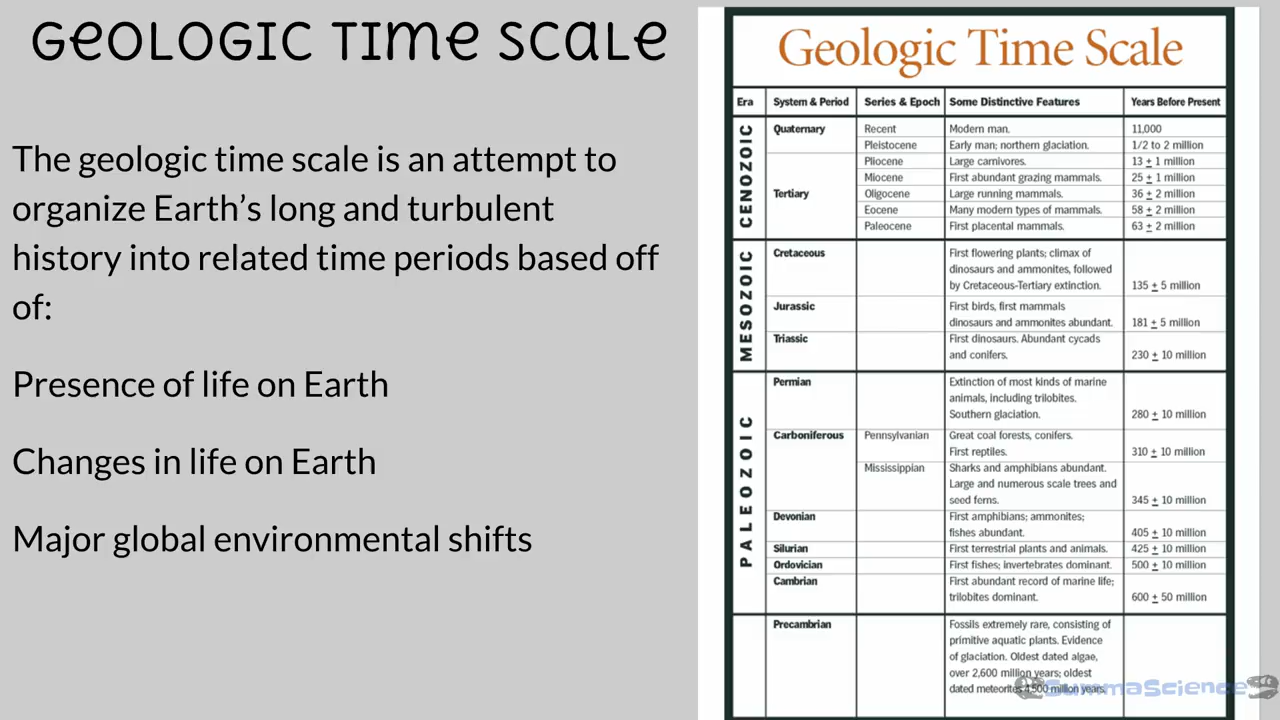 Geologic Time Scale
The geologic time scale is an attempt to
organize Earth's long and turbulent
history into related time periods based off
of:
Presence of life on Earth
Changes in life on Earth
Major global environmental shifts
Geologic Time Scale
Era System & Period Series & Epoch Some Distinctive Features Years Before Present
CENOZOIC
Quaternary Recent Modern man. 11,000
Pleistocene Early man; northern glaciation. 1/2 to 2 million
Pliocene Large carnivores. 13 ± 1 million
Miocene First abundant grazing mammals. 25 ± 1 million
Tertiary Oligocene Large running mammals. 36 ± 2 million
Eocene Many modern types of mammals. 58 ± 2 million
Paleocene First placental mammals. 63 ± 2 million
MESOZOIC
Cretaceous First flowering plants; climax of
dinosaurs and ammonites, followed
by Cretaceous-Tertiary extinction. 135 ± 5 million
Jurassic First birds, first mammals
dinosaurs and ammonites abundant. 181 ± 5 million
Triassic First dinosaurs. Abundant cycads
and conifers. 230 ± 10 million
PALEOZOIC
Permian Extinction of most kinds of marine
animals, including trilobites.
Southern glaciation. 280 ± 10 million
Carboniferous Pennsylvanian Great coal forests, conifers.
First reptiles. 310 ± 10 million
Mississippian Sharks and amphibians abundant.
Large and numerous scale trees and
seed ferns. 345 ± 10 million
Devonian First amphibians; ammonites;
fishes abundant. 405 ± 10 million
Silurian First terrestrial plants and animals. 425 ± 10 million
Ordovician First fishes; invertebrates dominant. 500 ± 10 million
Cambrian First abundant record of marine life;
trilobites dominant. 600 ± 50 million
Precambrian Fossils extremely rare, consisting of
primitive aquatic plants. Evidence
of glaciation. Oldest dated algae,
over 2,600 million years; oldest
dated meteorites 4,500 million years.
SummaScience